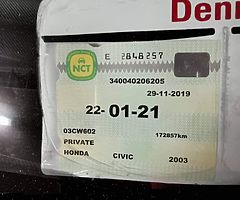 Denn
E 2848257
NCT
340040206205
29-11-2019
22-01-21
03CW602 172857km
PRIVATE
HONDA CIVIC 2003